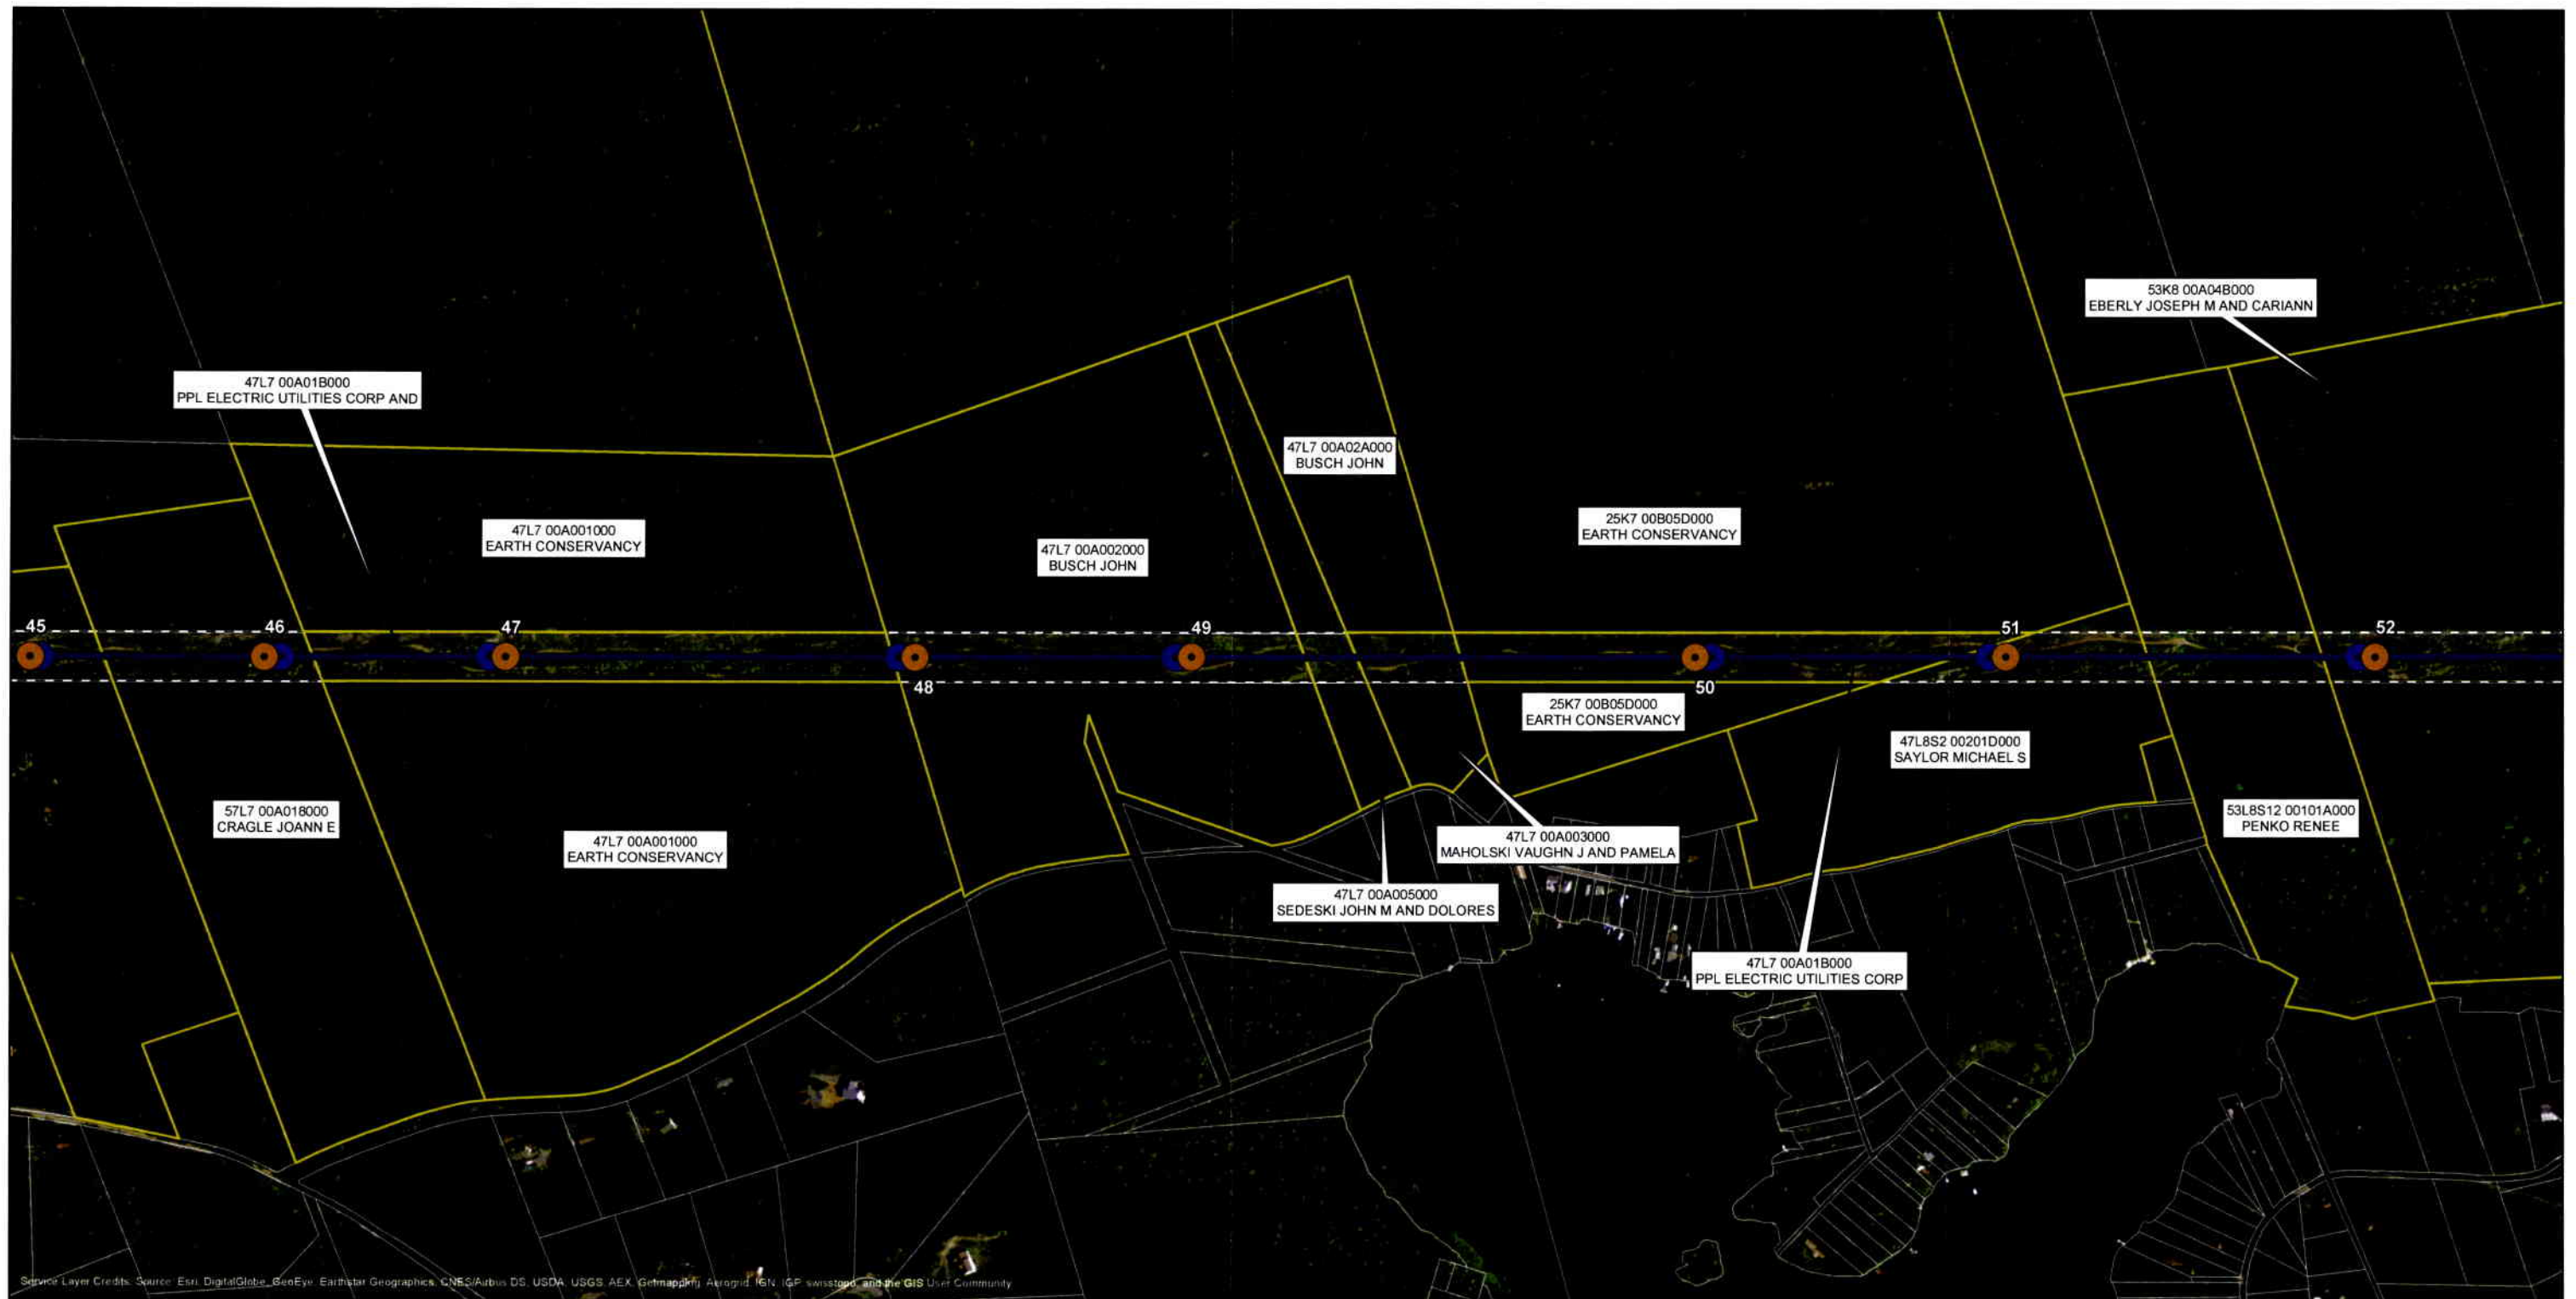 53K8 00A04B000
EBERLY JOSEPH M AND CARIANN
47L7 00A01B000
PPL ELECTRIC UTILITIES CORP AND
47L7 00A02A000
BUSCH JOHN
47L7 00A001000
EARTH CONSERVANCY
25K7 00B05D000
EARTH CONSERVANCY
47L7 00A002000
BUSCH JOHN
45
46
47
49
51
52
48
50
25K7 00B05D000
EARTH CONSERVANCY
47L8S2 00201D000
SAYLOR MICHAEL S
57L7 00A018000
CRAGLE JOANN E
53L8S12 00101A000
PENKO RENEE
47L7 00A001000
EARTH CONSERVANCY
47L7 00A003000
MAHOLSKI VAUGHN J AND PAMELA
47L7 00A005000
SEDESKI JOHN M AND DOLORES
47L7 00A01B000
PPL ELECTRIC UTILITIES CORP
Service Layer Credits: Source: Esri, DigitalGlobe, GeoEye, Earthstar Geographics, CNES/Airbus DS, USDA, USGS, AEX, Getmapping, Aerogrid, IGN, IGP, swisstopo, and the GIS User Community